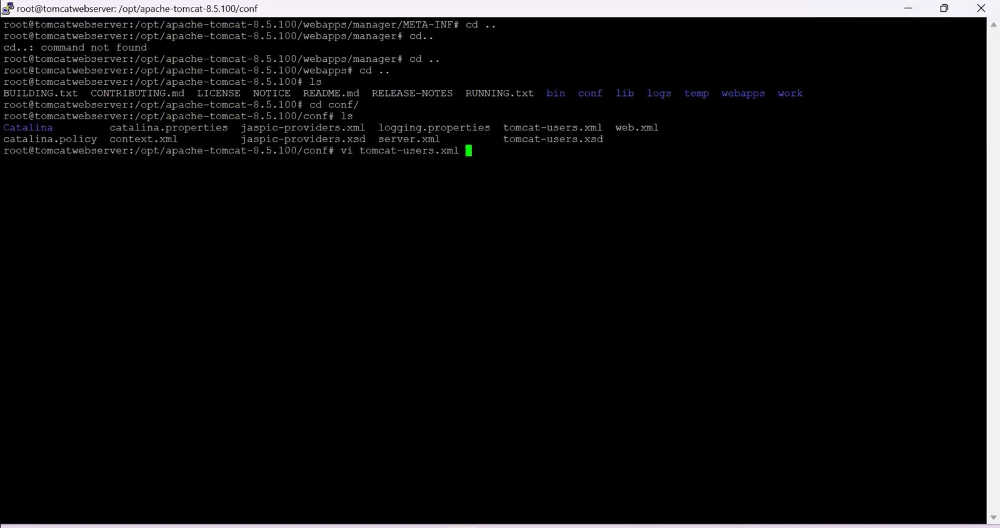 root@tomcatwebserver: /opt/apache-tomcat-8.5.100/conf
root@tomcatwebserver:/opt/apache-tomcat-8.5.100/webapps/manager/META-INF# cd ..
root@tomcatwebserver:/opt/apache-tomcat-8.5.100/webapps/manager# cd..
cd..: command not found
root@tomcatwebserver:/opt/apache-tomcat-8.5.100/webapps/manager# cd ..
root@tomcatwebserver:/opt/apache-tomcat-8.5.100/webapps# cd ..
root@tomcatwebserver:/opt/apache-tomcat-8.5.100# ls
BUILDING.txt  CONTRIBUTING.md  LICENSE  NOTICE  README.md  RELEASE-NOTES  RUNNING.txt  bin  conf  lib  logs  temp  webapps  work
root@tomcatwebserver:/opt/apache-tomcat-8.5.100# cd conf/
root@tomcatwebserver:/opt/apache-tomcat-8.5.100/conf# ls
Catalina         catalina.properties  jaspic-providers.xml  logging.properties  tomcat-users.xml  web.xml
catalina.policy  context.xml          jaspic-providers.xsd  server.xml          tomcat-users.xsd
root@tomcatwebserver:/opt/apache-tomcat-8.5.100/conf# vi tomcat-users.xml